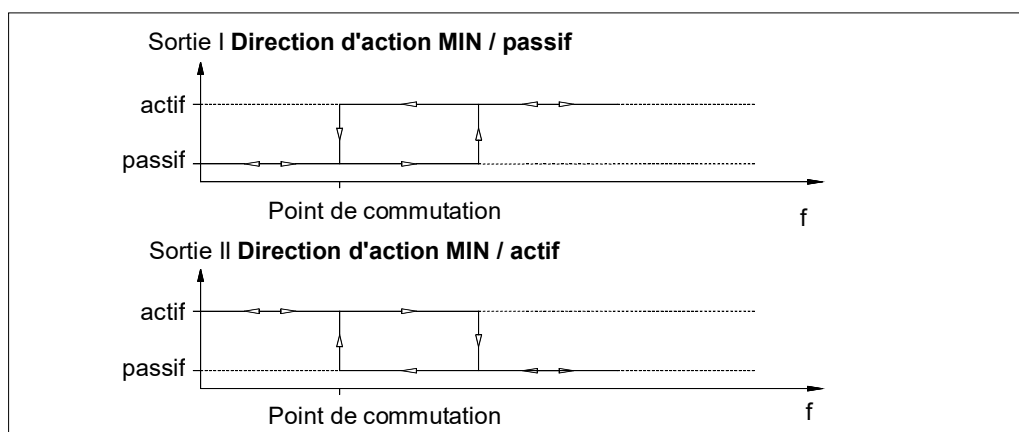 Sortie I Direction d'action MIN / passif
actif
passif
Point de commutation
f
Sortie II Direction d'action MIN / actif
actif
passif
Point de commutation
f